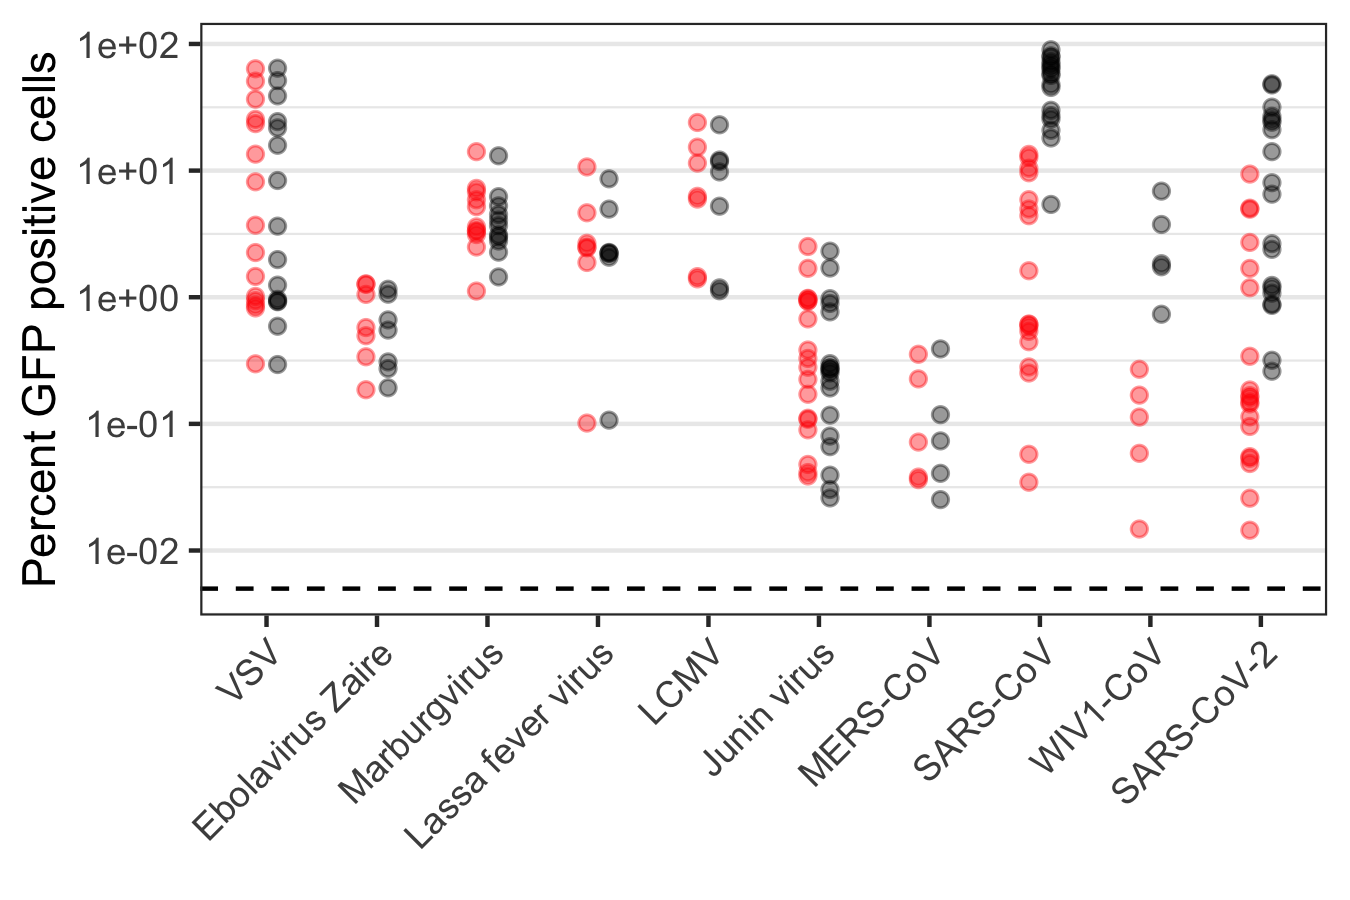 Percent GFP positive cells
1e+02
1e+01
1e+00
1e-01
1e-02
VSV
Ebolavirus Zaire
Marburgvirus
Lassa fever virus
LCMV
Junin virus
MERS-CoV
SARS-CoV
WIV1-CoV
SARS-CoV-2